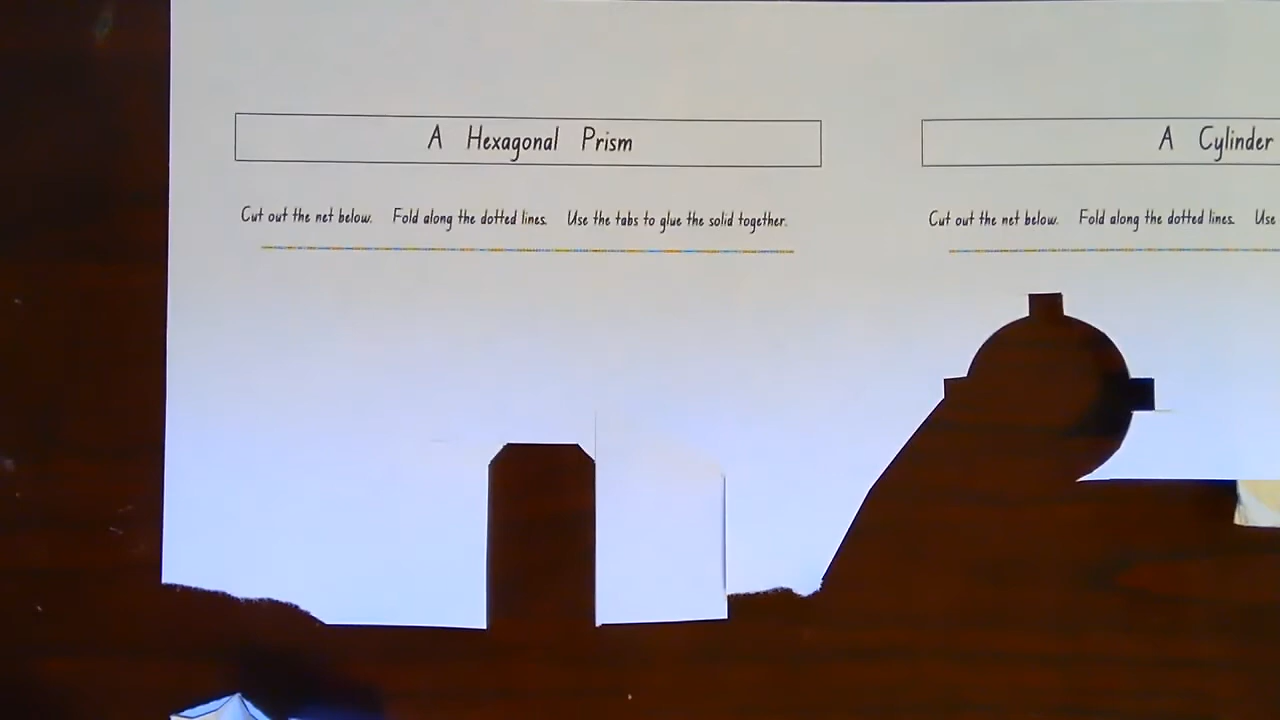 A Hexagonal Prism
Cut out the net below. Fold along the dotted lines. Use the tabs to glue the solid together.
A Cylinder
Cut out the net below. Fold along the dotted lines. Use